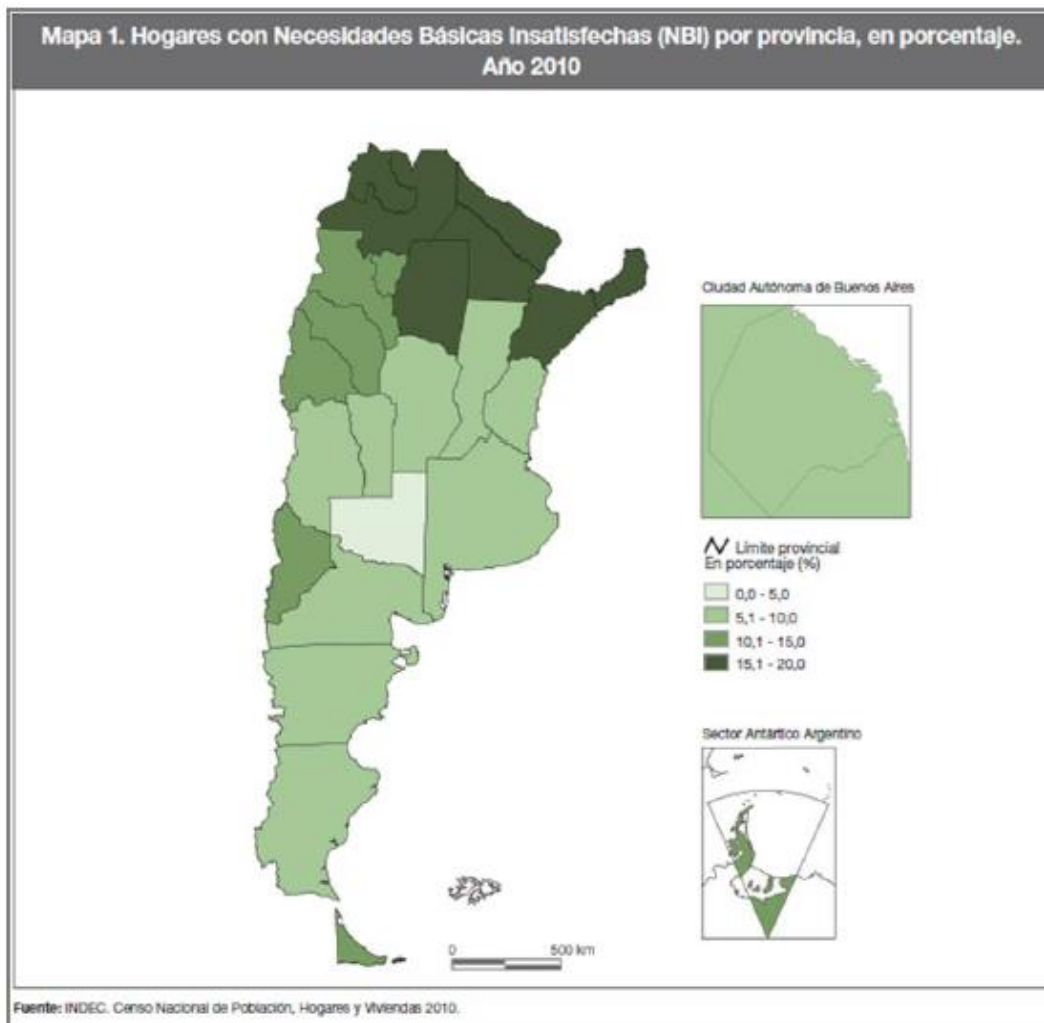 Mapa 1. Hogares con Necesidades Básicas Insatisfechas (NBI) por provincia, en porcentaje.
Año 2010
Ciudad Autónoma de Buenos Aires
Límite provincial
En porcentaje (%)
0,0 - 5,0
5,1 - 10,0
10,1 - 15,0
15,1 - 20,0
Sector Antártico Argentino
0 500 km
Fuente: INDEC. Censo Nacional de Población, Hogares y Viviendas 2010.